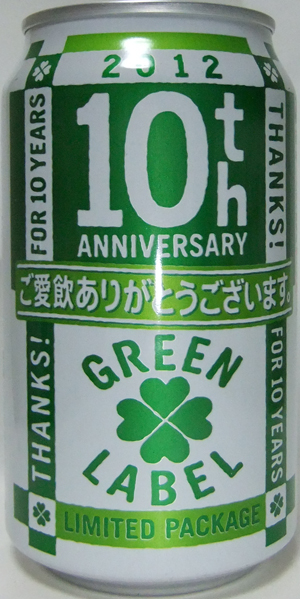 2012
10th
ANNIVERSARY
FOR 10 YEARS
THANKS!
ご愛飲ありがとうございます。
THANKS!
FOR 10 YEARS
GREEN
LABEL
LIMITED PACKAGE